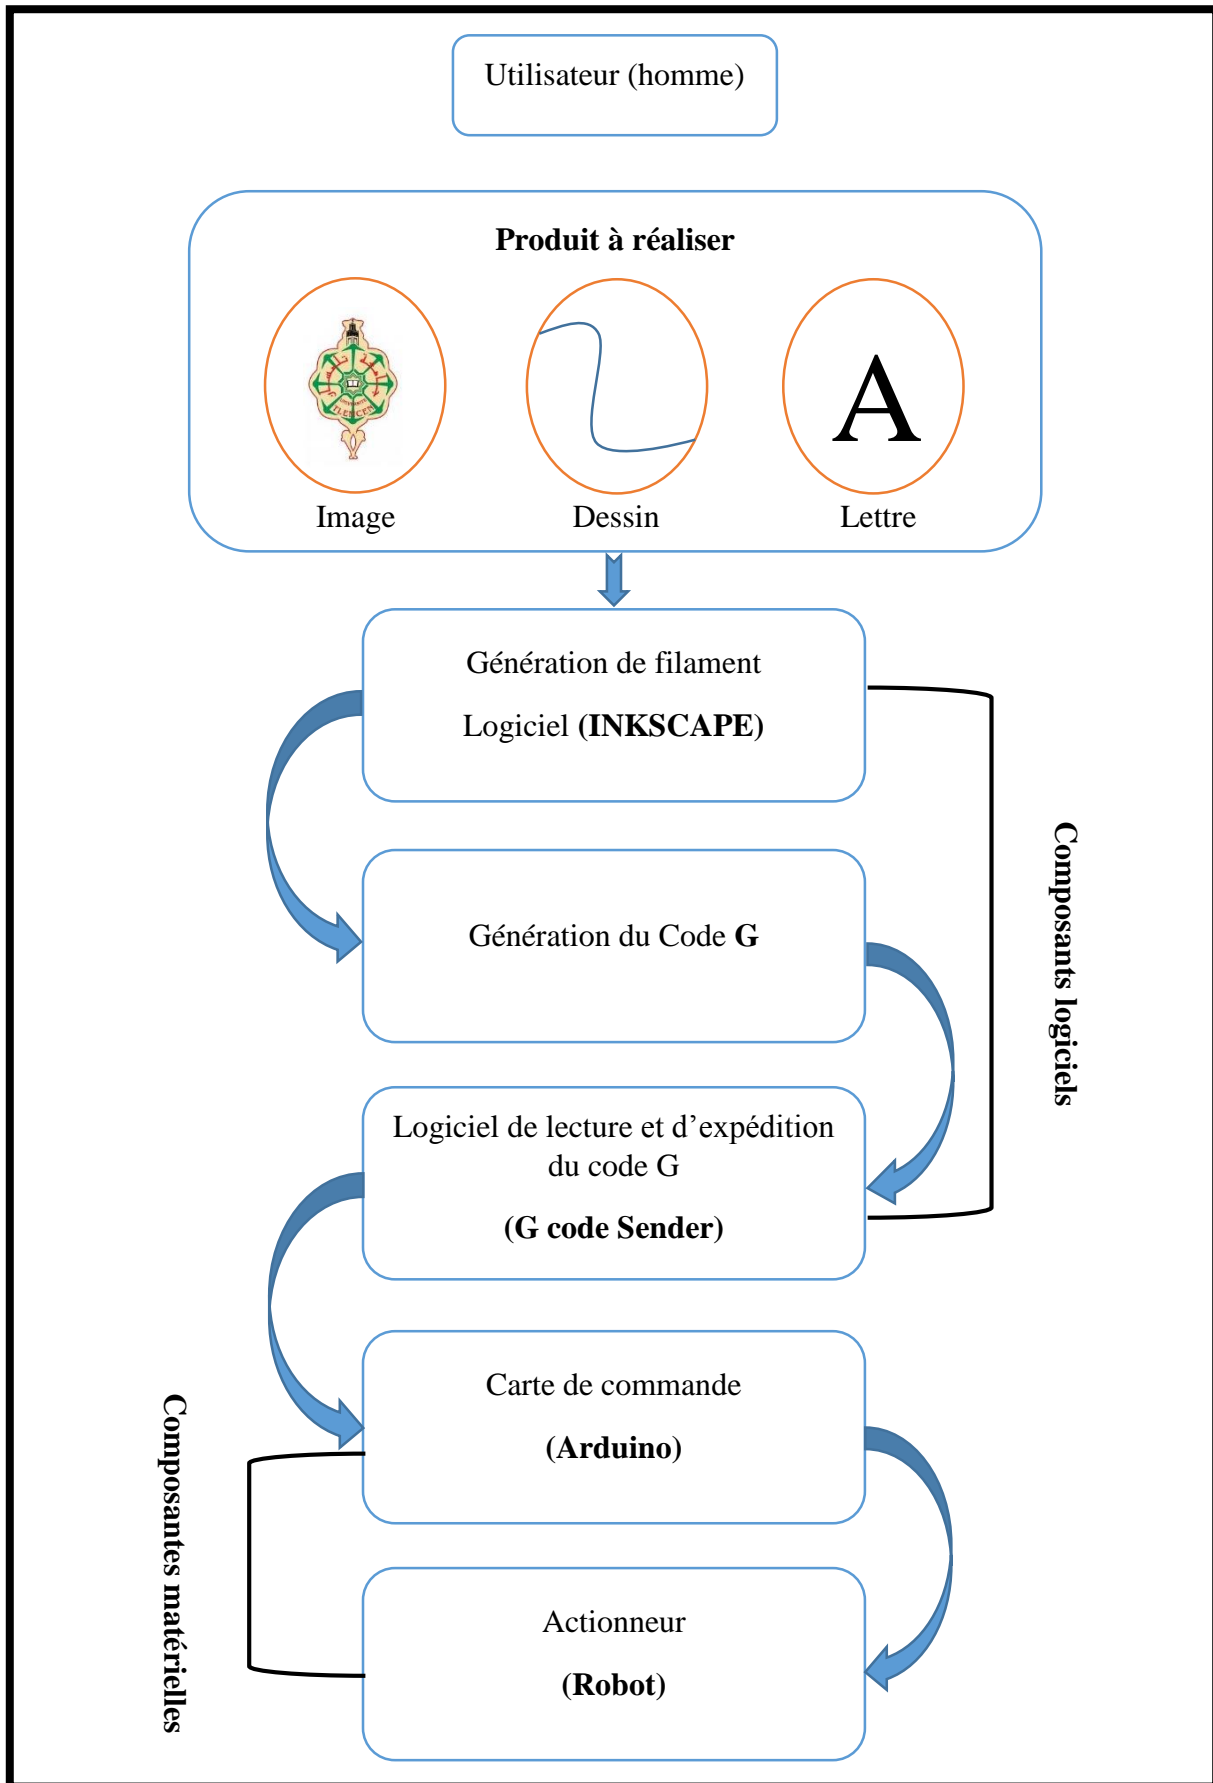 Utilisateur (homme)
Produit à réaliser
TLEMCEN
Image
Dessin
A
Lettre
Génération de filament
Logiciel (INKSCAPE)
Génération du Code G
Logiciel de lecture et d’expédition
du code G
(G code Sender)
Composants logiciels
Carte de commande
(Arduino)
Actionneur
(Robot)
Composantes matérielles